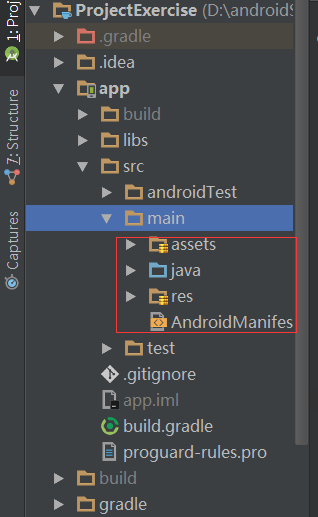 ProjectExercise (D:\android
.gradle
.idea
app
build
libs
src
androidTest
main
assets
java
res
AndroidManifes
test
.gitignore
app.iml
build.gradle
proguard-rules.pro
build
gradle
1: Proj
7: Structure
Captures